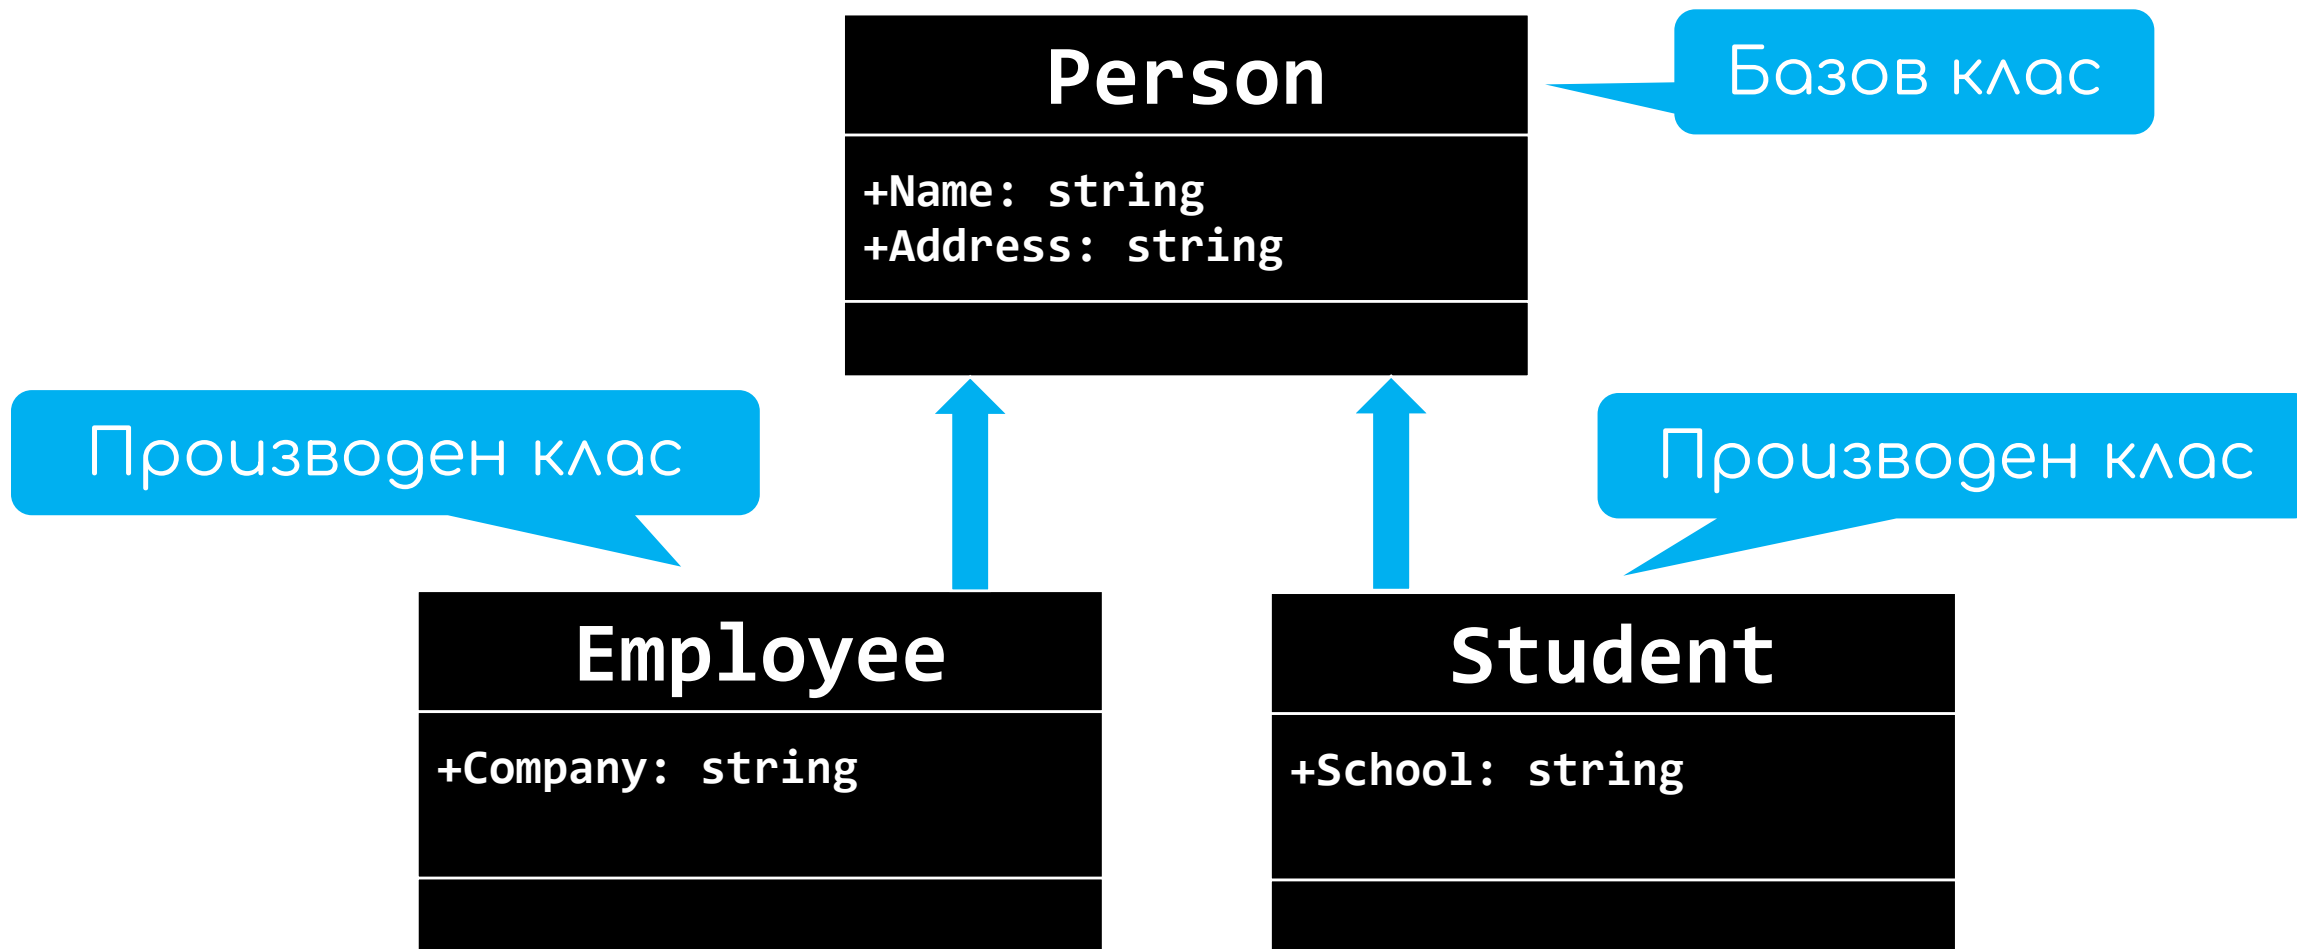 Person
Базов клас
+Name: string
+Address: string
Производен клас
Производен клас
Employee
Student
+Company: string
+School: string